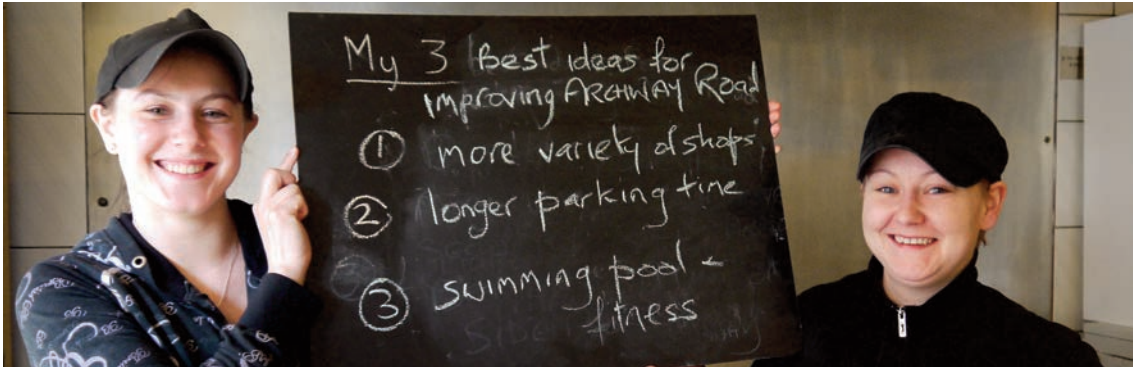 My 3 Best ideas for
improving ARCHWAY Road
① more variety of shops
② longer parking time
③ swimming pool -
fitness